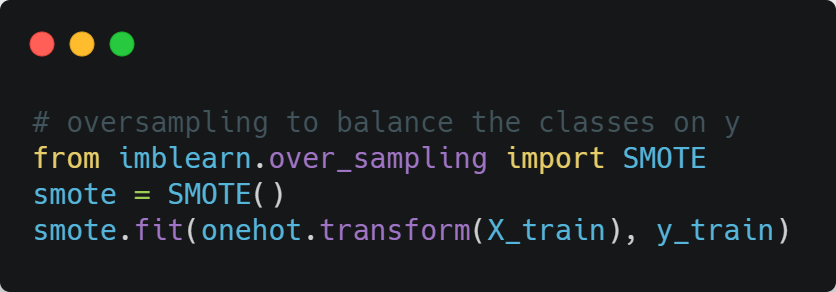 # oversampling to balance the classes on y
from imblearn.over_sampling import SMOTE
smote = SMOTE()
smote.fit(onehot.transform(X_train), y_train)